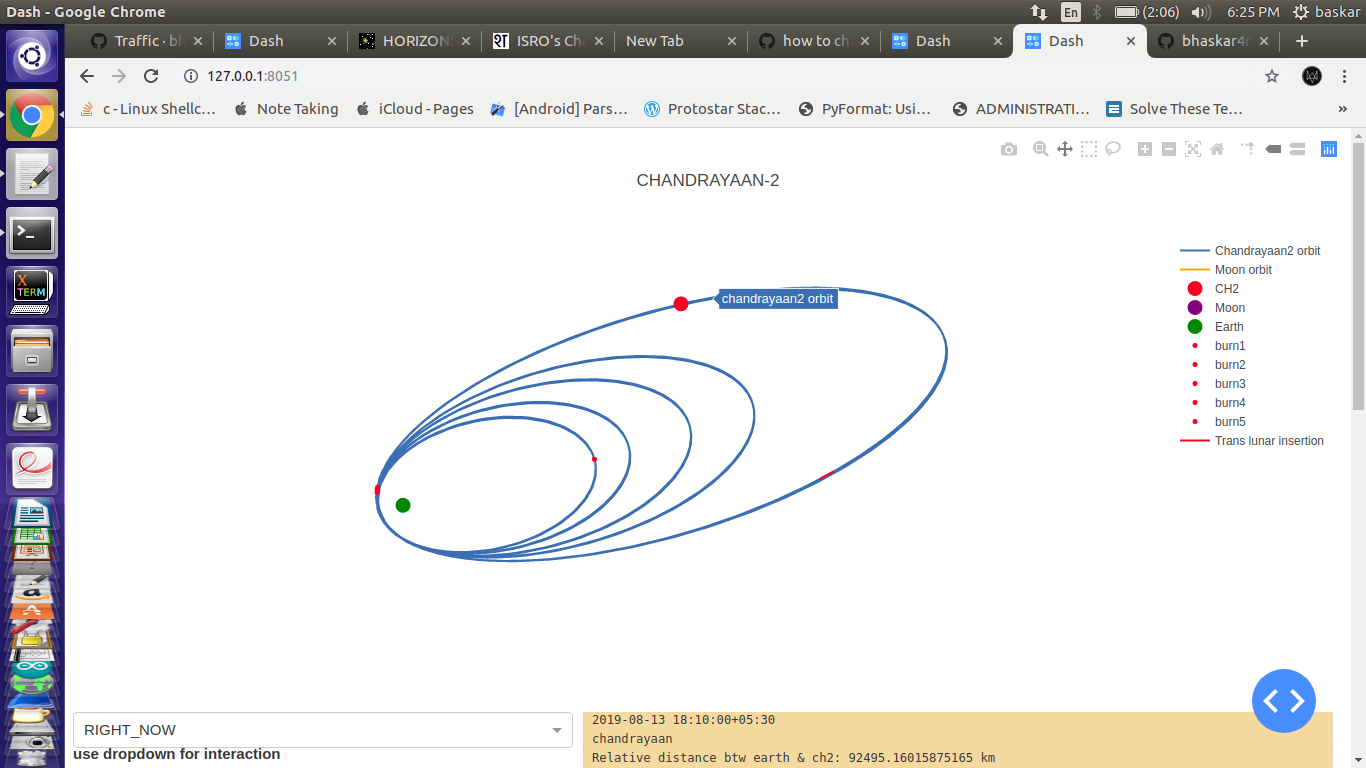 Dash - Google Chrome
En
(2:06)
6:25 PM
baskar
Traffic · bh
Dash
HORIZON
ISRO's Cha
New Tab
how to ch
Dash
Dash
bhaskar4n
127.0.0.1:8051
c - Linux Shellc…
Note Taking
iCloud - Pages
[Android] Pars…
Protostar Stac…
PyFormat: Usi…
ADMINISTRATI…
Solve These Te…
»
CHANDRAYAAN-2
chandrayaan2 orbit
Chandrayaan2 orbit
Moon orbit
CH2
Moon
Earth
burn1
burn2
burn3
burn4
burn5
Trans lunar insertion
X
TERM
RIGHT_NOW
use dropdown for interaction
2019-08-13 18:10:00+05:30
chandrayaan
Relative distance btw earth & ch2: 92495.16015875165 km